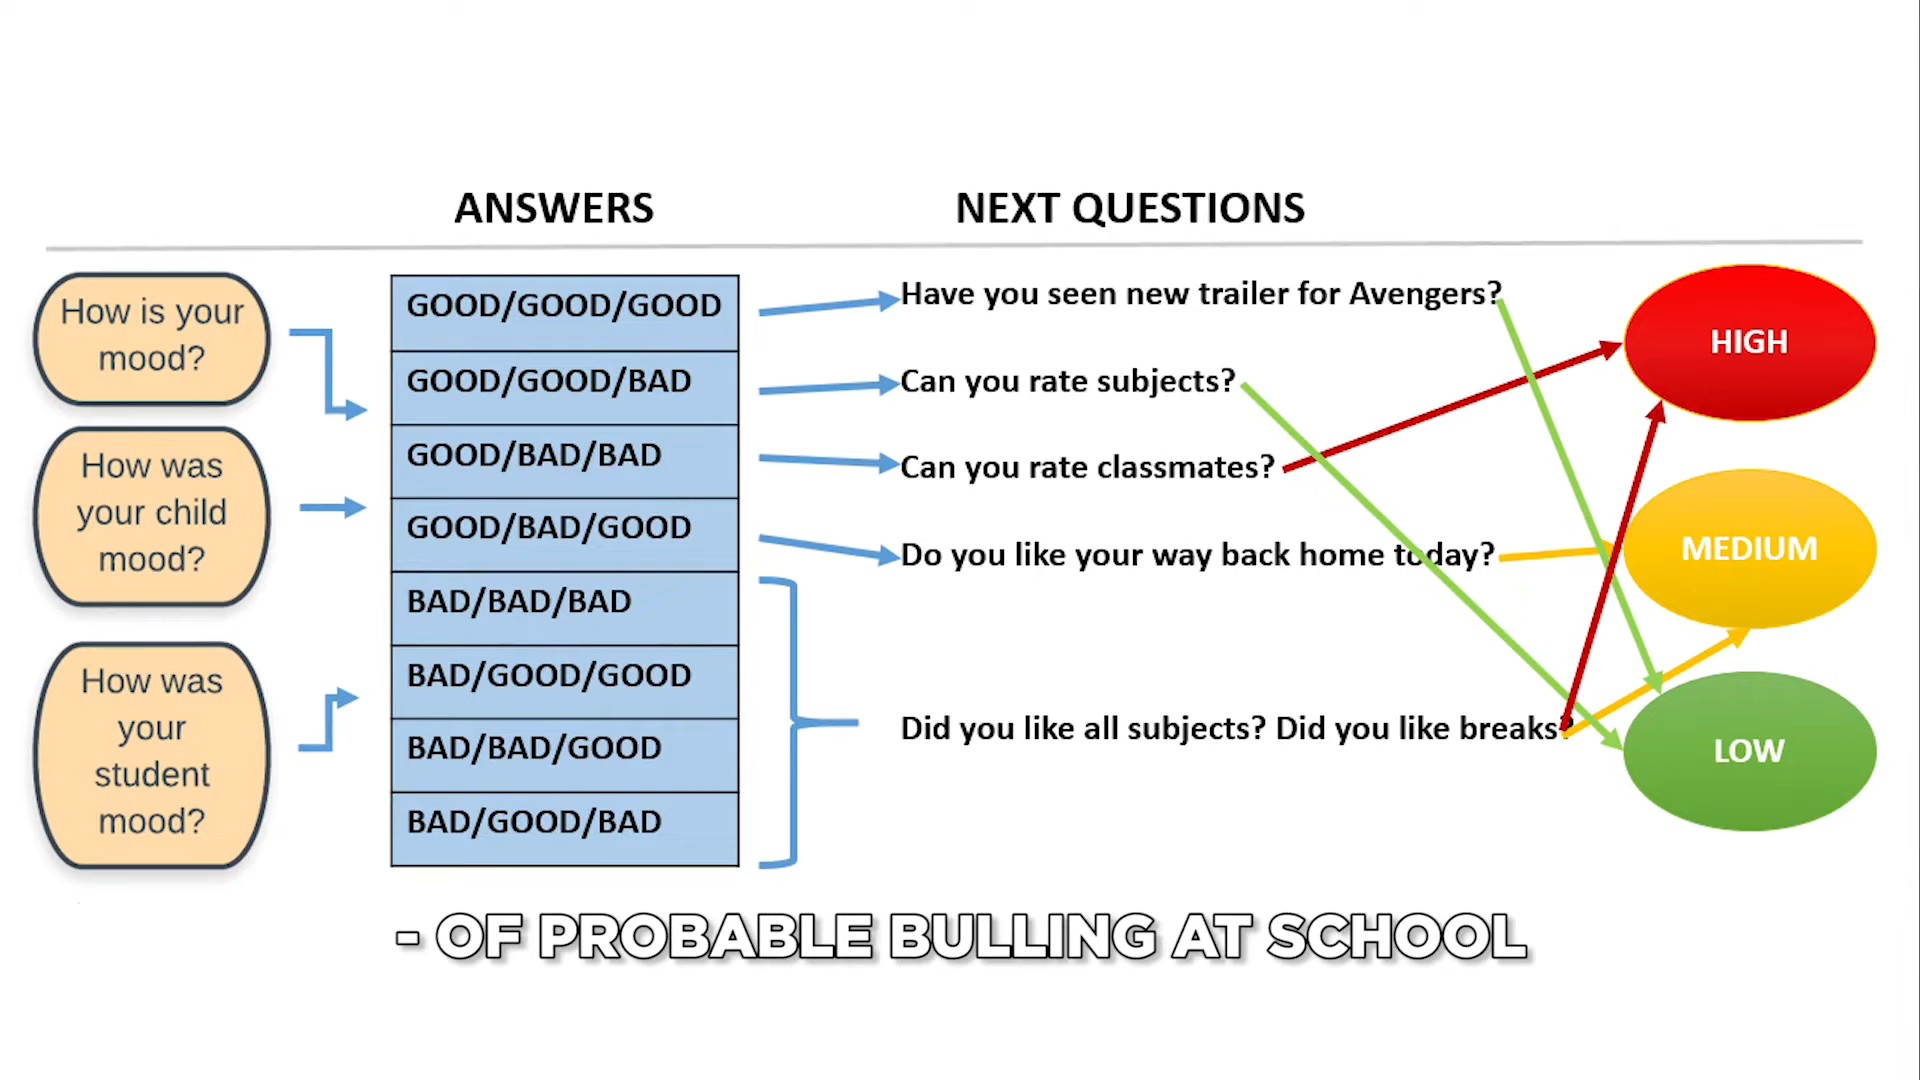 ANSWERS
NEXT QUESTIONS
How is your
mood?
How was
your child
mood?
How was
your
student
mood?
GOOD/GOOD/GOOD
GOOD/GOOD/BAD
GOOD/BAD/BAD
GOOD/BAD/GOOD
BAD/BAD/BAD
BAD/GOOD/GOOD
BAD/BAD/GOOD
BAD/GOOD/BAD
Have you seen new trailer for Avengers?
Can you rate subjects?
Can you rate classmates?
Do you like your way back home today?
Did you like all subjects? Did you like breaks?
HIGH
MEDIUM
LOW
- OF PROBABLE BULLING AT SCHOOL